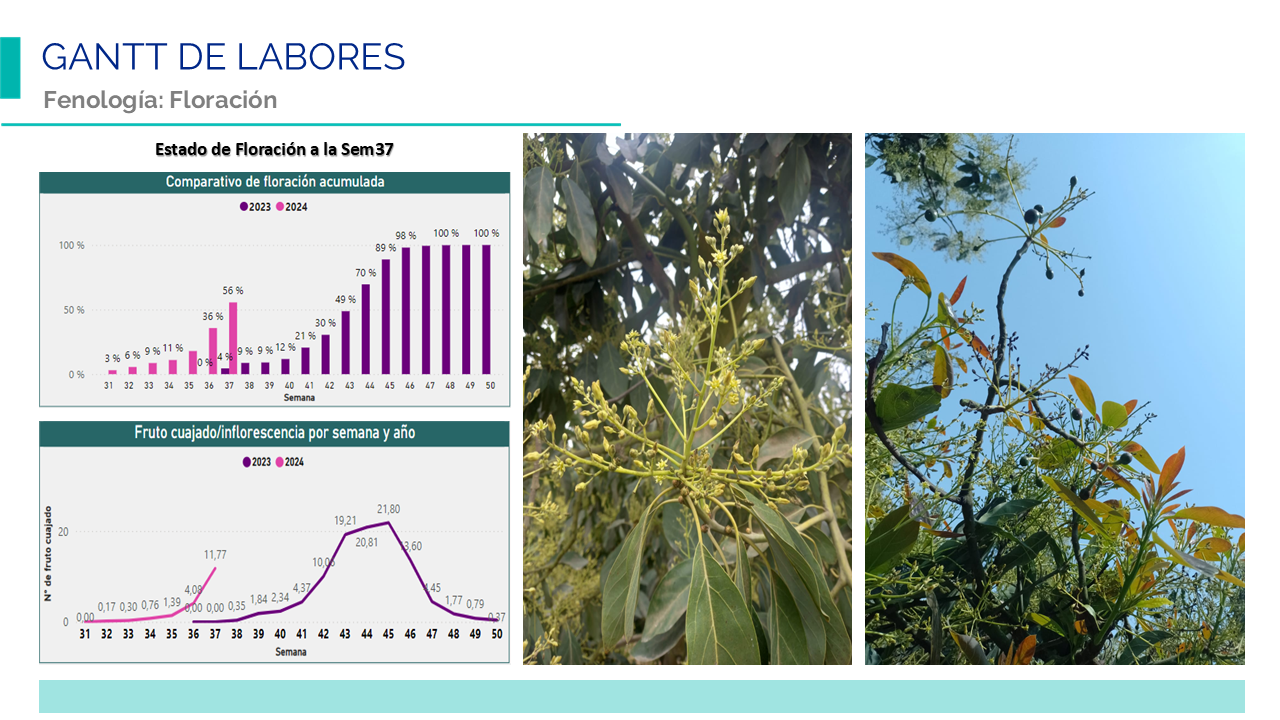 GANTT DE LABORES
Fenología: Floración
Estado de Floración a la Sem37
Comparativo de floración acumulada
2023 2024
100 %
50 %
0 %
3 % 6 % 9 % 11 % 36 % 56 %
0 % 4 % 9 % 9 % 12 % 21 % 30 % 49 % 70 % 89 % 98 % 100 % 100 %
31 32 33 34 35 36 37 38 39 40 41 42 43 44 45 46 47 48 49 50
Semana
Fruto cuajado/inflorescencia por semana y año
2023 2024
N° de fruto cuajado
20
0
0,00 0,17 0,30 0,76 1,39 4,08 11,77
0,00 0,00 0,35 1,84 2,34 4,37 19,21 20,81 21,80 1,77 0,79 0,37
31 32 33 34 35 36 37 38 39 40 41 42 43 44 45 46 47 48 49 50
Semana